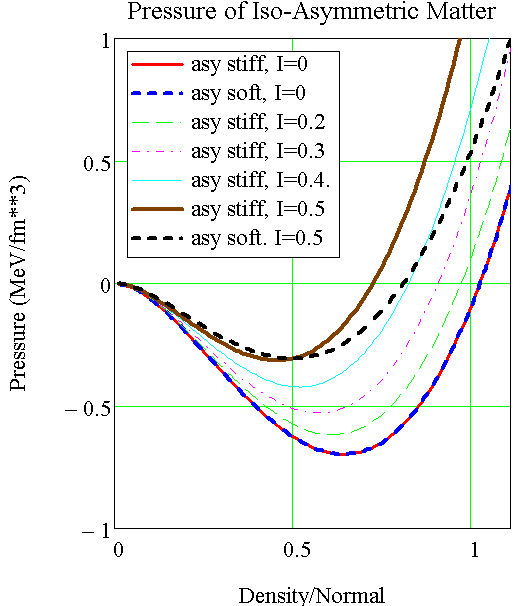 Pressure of Iso-Asymmetric Matter
1
asy stiff, I=0
asy soft, I=0
asy stiff, I=0.2
asy stiff, I=0.3
asy stiff, I=0.4.
asy stiff, I=0.5
asy soft. I=0.5
0.5
0
− 0.5
− 1
Pressure (MeV/fm**3)
0
0.5
1
Density/Normal